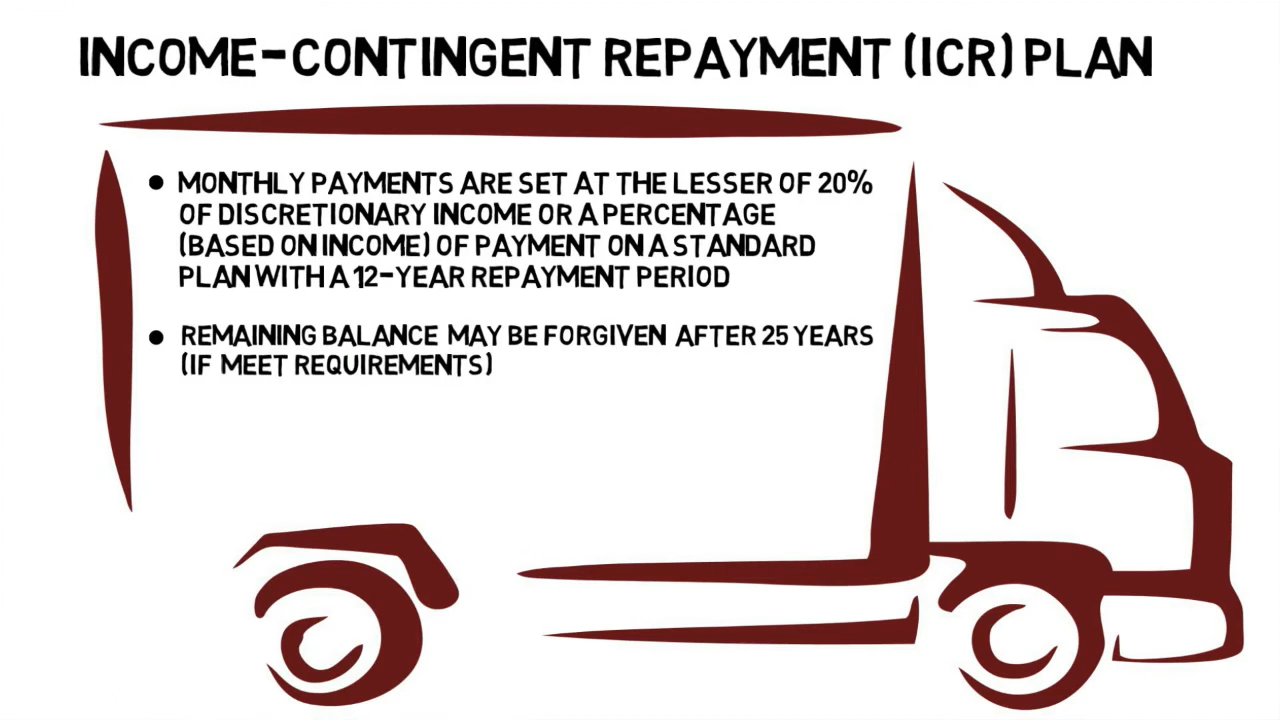 INCOME-CONTINGENT REPAYMENT (ICR) PLAN
• MONTHLY PAYMENTS ARE SET AT THE LESSER OF 20%
OF DISCRETIONARY INCOME OR A PERCENTAGE
(BASED ON INCOME) OF PAYMENT ON A STANDARD
PLAN WITH A 12-YEAR REPAYMENT PERIOD
• REMAINING BALANCE MAY BE FORGIVEN AFTER 25 YEARS
(IF MEET REQUIREMENTS)